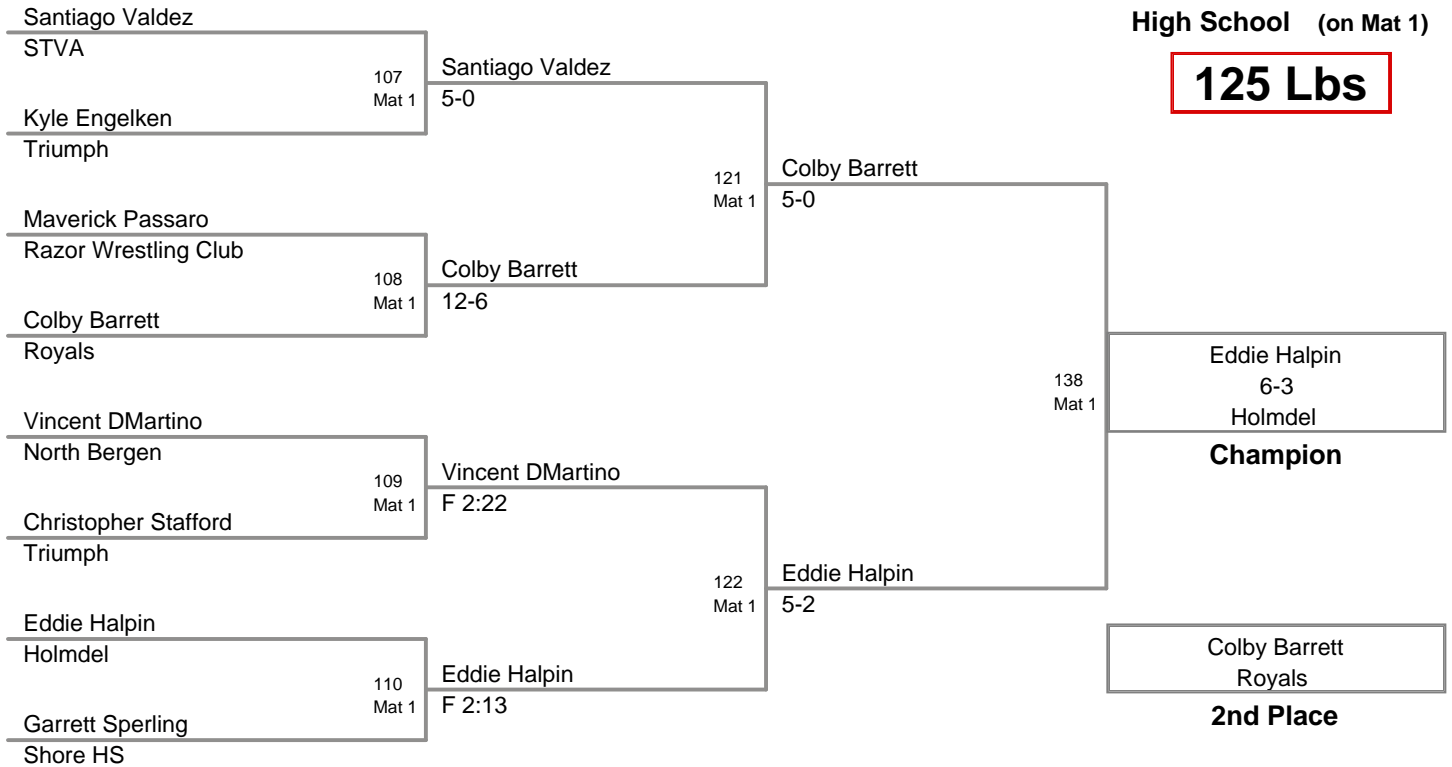 High School (on Mat 1)
125 Lbs
Santiago Valdez
STVA
107
Mat 1
Kyle Engelken
Triumph
Santiago Valdez
5-0
Maverick Passaro
Razor Wrestling Club
108
Mat 1
Colby Barrett
Royals
Colby Barrett
12-6
121
Mat 1
Colby Barrett
5-0
Vincent DMartino
North Bergen
109
Mat 1
Christopher Stafford
Triumph
Vincent DMartino
F 2:22
Eddie Halpin
Holmdel
110
Mat 1
Garrett Sperling
Shore HS
Eddie Halpin
F 2:13
122
Mat 1
Eddie Halpin
5-2
138
Mat 1
Eddie Halpin
6-3
Holmdel
Champion
Colby Barrett
Royals
2nd Place